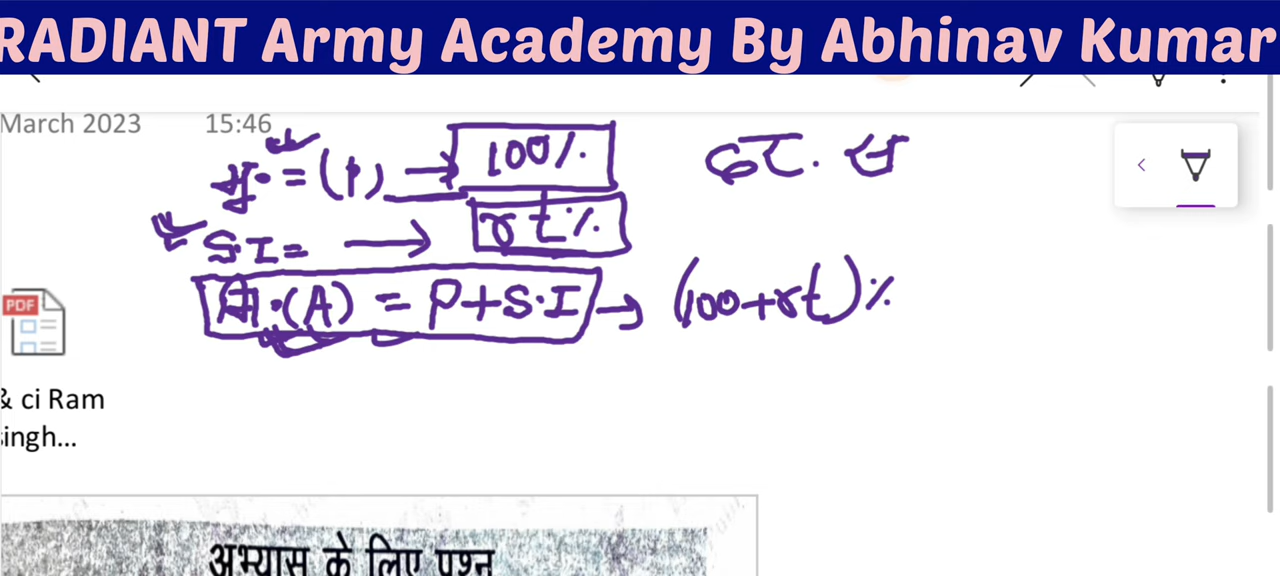 RADIANT Army Academy By Abhinav Kumar
March 2023 15:46
मू. = (P) → 100%
S.I = → rt%
मि.(A) = P+S.I → (100+rt)%
PDF
& ci Ram
singh...
अभ्यास के लिए प्रश्न